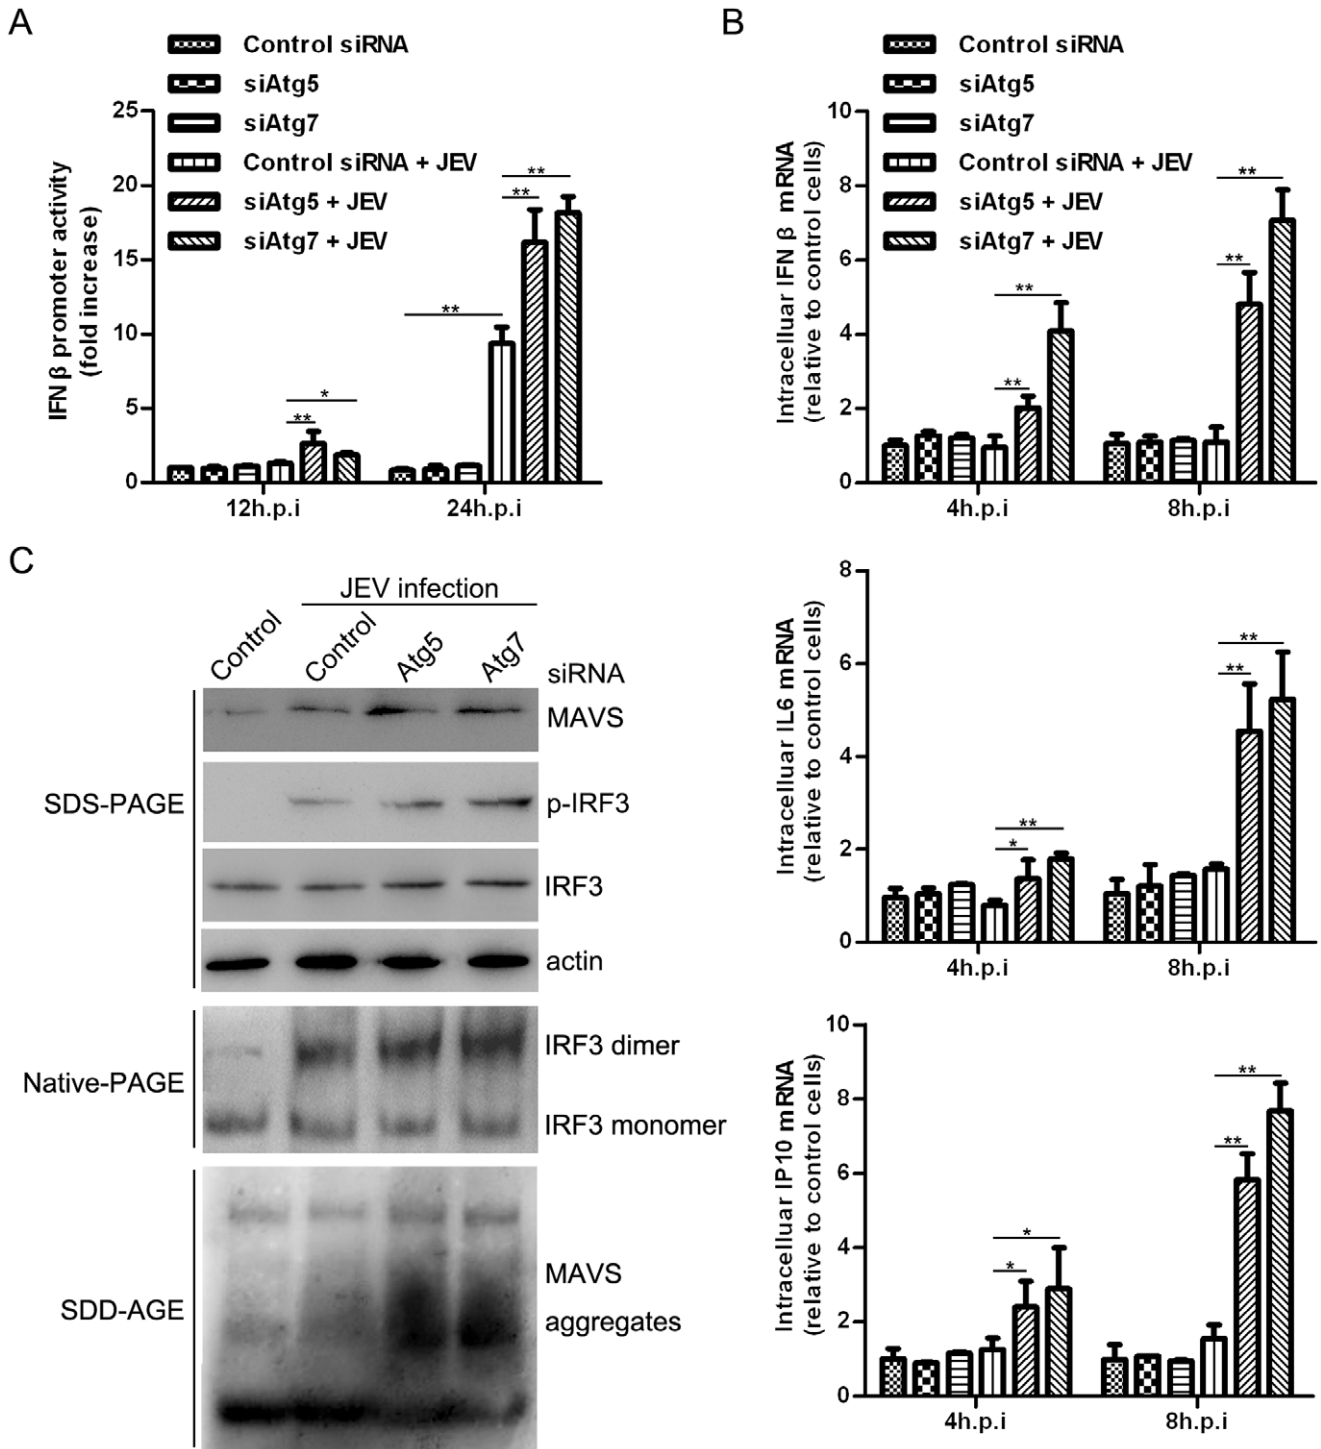 A
Control siRNA
siAtg5
siAtg7
Control siRNA + JEV
siAtg5 + JEV
siAtg7 + JEV
IFN β promoter activity
(fold increase)
25
20
15
10
5
0
**
*
**
**
**
12h.p.i
24h.p.i
B
Control siRNA
siAtg5
siAtg7
Control siRNA + JEV
siAtg5 + JEV
siAtg7 + JEV
Intracelluar IFN β mRNA
(relative to control cells)
10
8
6
4
2
0
**
**
**
**
4h.p.i
8h.p.i
Intracelluar IL6 mRNA
(relative to control cells)
8
6
4
2
0
**
*
**
**
4h.p.i
8h.p.i
Intracelluar IP10 mRNA
(relative to control cells)
10
8
6
4
2
0
*
*
**
**
4h.p.i
8h.p.i
C
JEV infection
Control
Control
Atg5
Atg7
siRNA
SDS-PAGE
MAVS
p-IRF3
IRF3
actin
Native-PAGE
IRF3 dimer
IRF3 monomer
SDD-AGE
MAVS
aggregates